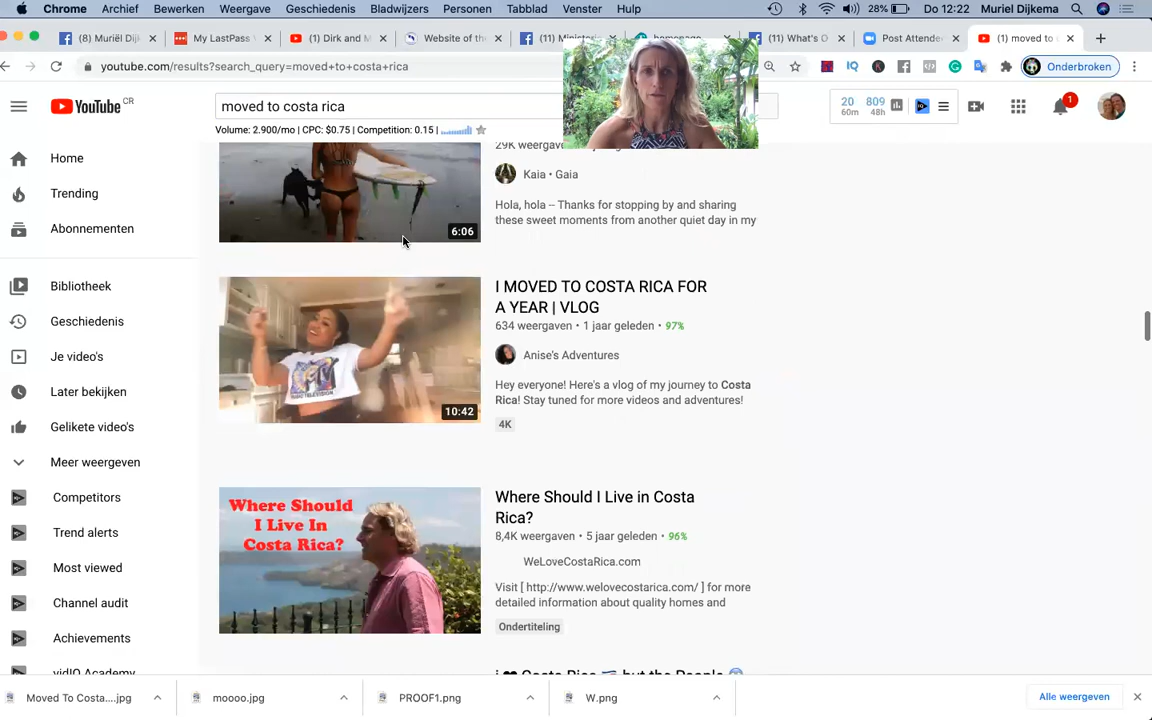 Chrome Archief Bewerken Weergave Geschiedenis Bladwijzers Personen Tabblad Venster Hulp 28% Do 12:22 Muriel Dijkema
(8) Muriël Dij My LastPass (1) Dirk and M Website of the (11) Minister homepage (11) What's O Post Attende (1) moved to
youtube.com/results?search_query=moved+to+costa+rica
Onderbroken
YouTube CR
moved to costa rica
20 60m 809 48h
1
Volume: 2.900/mo | CPC: $0.75 | Competition: 0.15 |
Home
Trending
Abonnementen
Bibliotheek
Geschiedenis
Je video's
Later bekijken
Gelikete video's
Meer weergeven
Competitors
Trend alerts
Most viewed
Channel audit
Achievements
vidIQ Academy
6:06
29K
Kaia • Gaia
Hola, hola -- Thanks for stopping by and sharing
these sweet moments from another quiet day in my
10:42
I MOVED TO COSTA RICA FOR
A YEAR | VLOG
634 weergaven • 1 jaar geleden • 97%
Anise's Adventures
Hey everyone! Here's a vlog of my journey to Costa
Rica! Stay tuned for more videos and adventures!
4K
Where Should
I Live In
Costa Rica?
Where Should I Live in Costa
Rica?
8,4K weergaven • 5 jaar geleden • 96%
WeLoveCostaRica.com
Visit [ http://www.welovecostarica.com/ ] for more
detailed information about quality homes and
Ondertiteling
i ❤ Costa Rica but the People
Moved To Costa....jpg moooo.jpg PROOF1.png W.png Alle weergeven